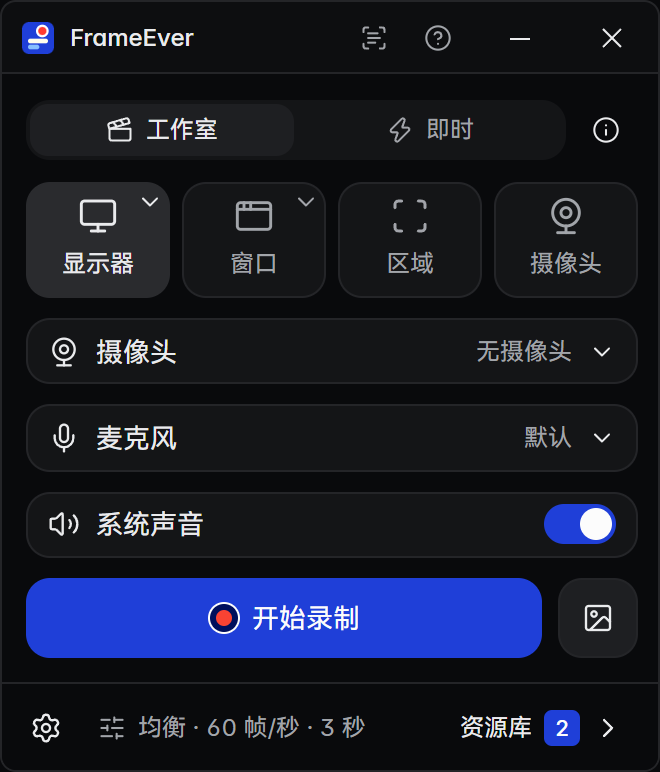 FrameEver
工作室
即时
显示器
窗口
区域
摄像头
摄像头
无摄像头
麦克风
默认
系统声音
开始录制
均衡 · 60 帧/秒 · 3 秒
资源库
2